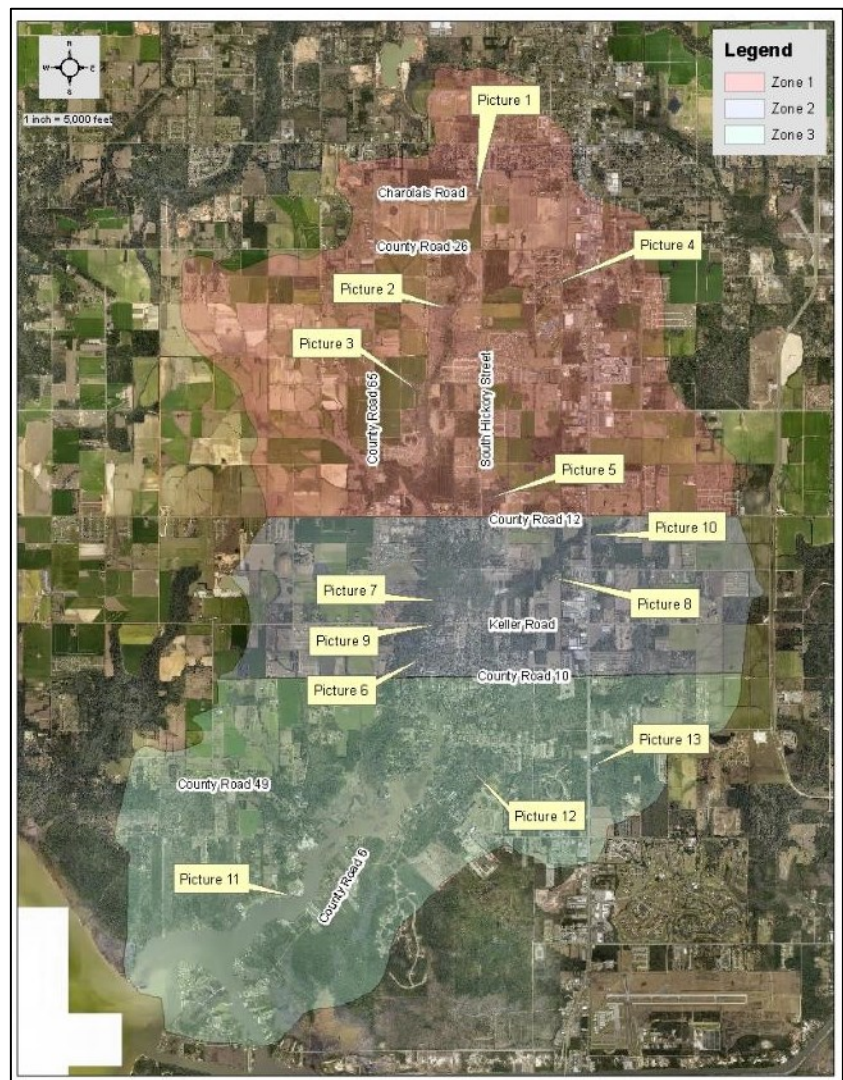 N
W E
S
1 inch = 5,000 feet
Legend
Zone 1
Zone 2
Zone 3
Picture 1
Charolais Road
County Road 26
Picture 4
Picture 2
Picture 3
County Road 65
South Hickory Street
Picture 5
County Road 12
Picture 10
Picture 7
Picture 8
Keller Road
Picture 9
Picture 6
County Road 10
Picture 13
County Road 49
Picture 12
Picture 11
County Road 6